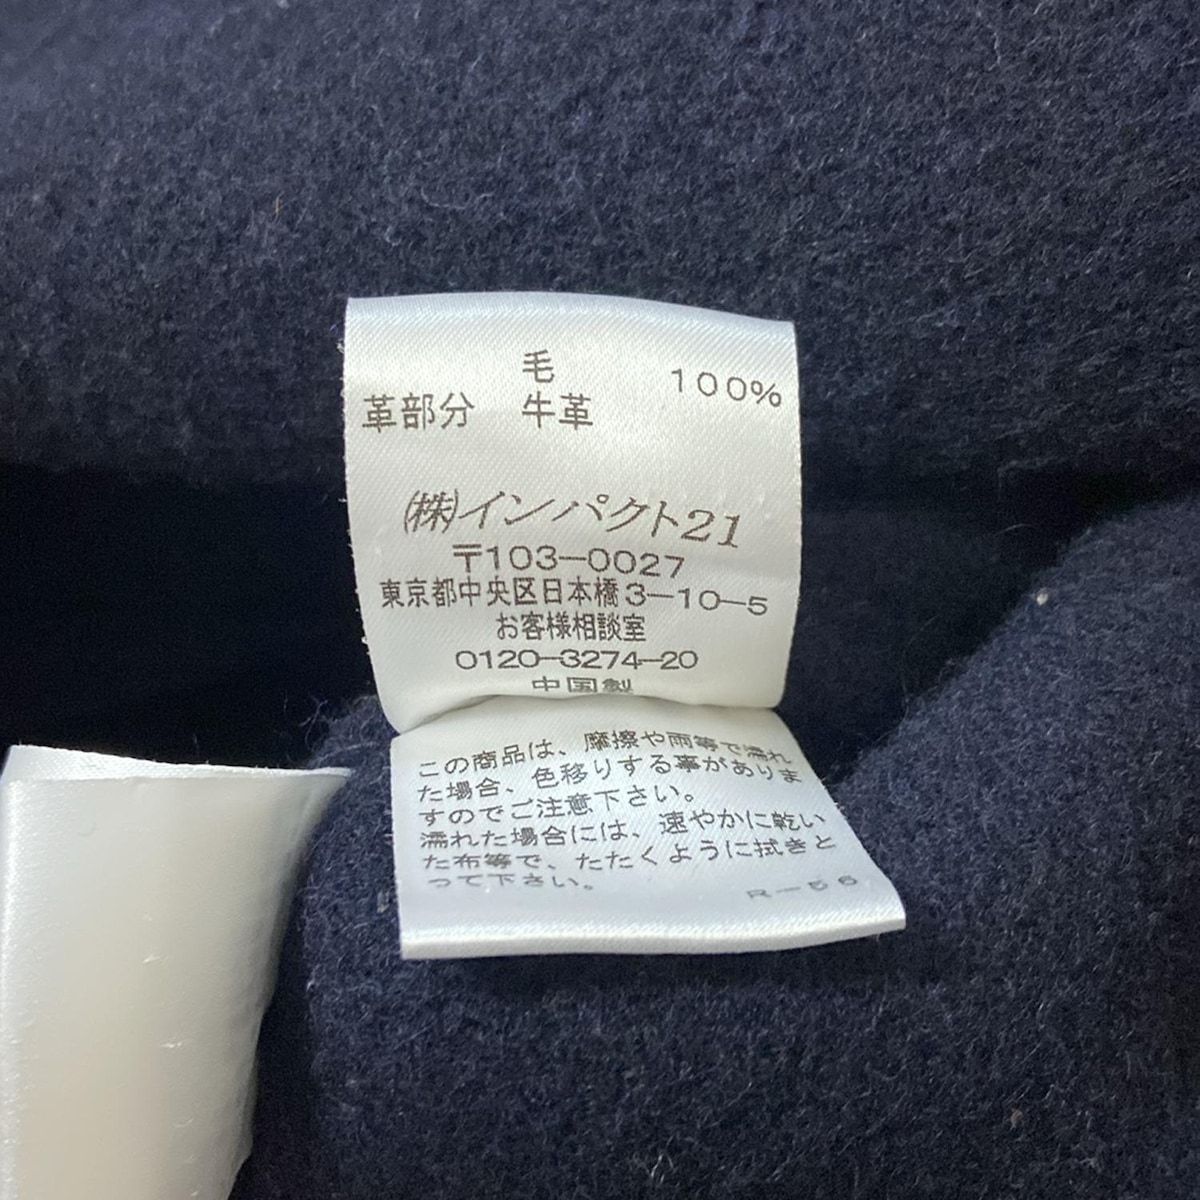 毛 100%
革部分 牛革
㈱インパクト21
〒103-0027
東京都中央区日本橋3-10-5
お客様相談室
0120-3274-20
中国製
この商品は、摩擦や雨等で濡れ
た場合、色移りする事がありま
すのでご注意下さい。
濡れた場合には、速やかに乾い
た布等で、たたくように拭きと
って下さい。
R-56